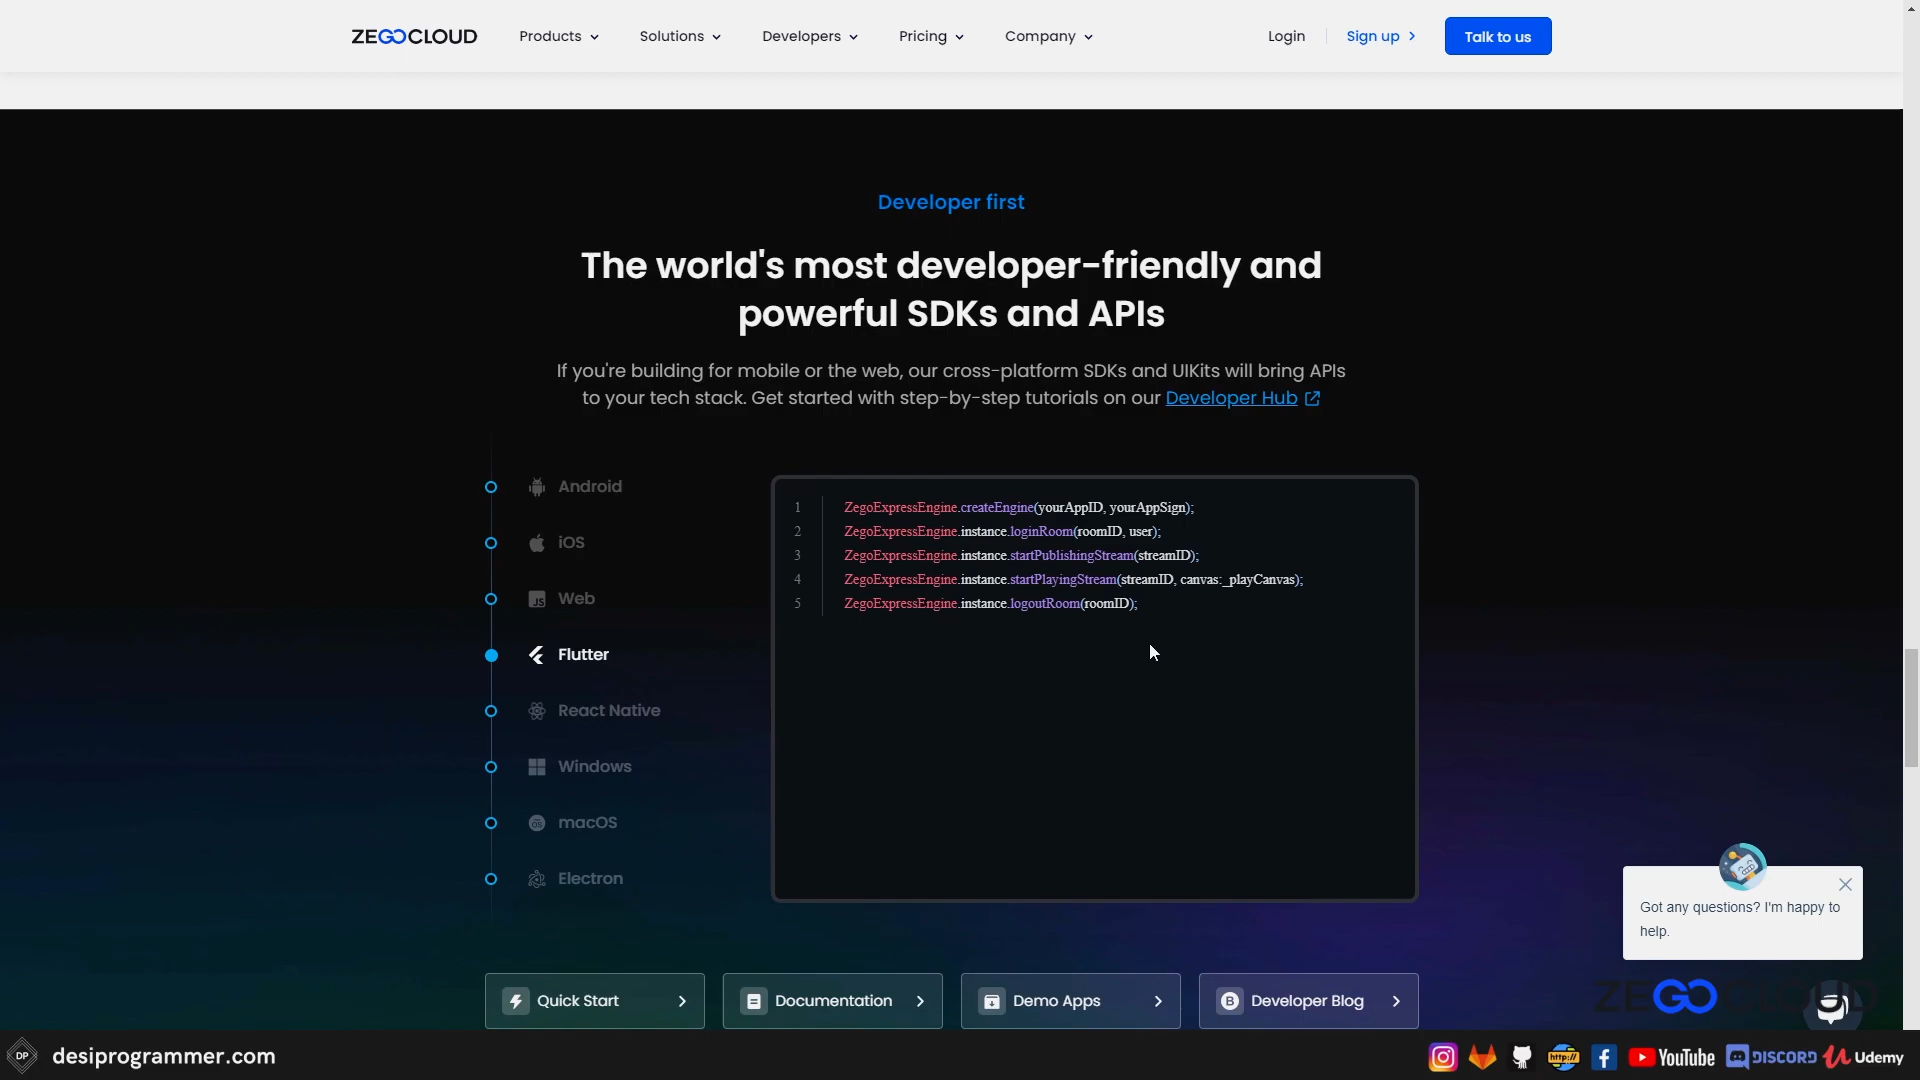 ZEGOCLOUD Products Solutions Developers Pricing Company Login Sign up Talk to us
Developer first
The world's most developer-friendly and
powerful SDKs and APIs
If you're building for mobile or the web, our cross-platform SDKs and UIKits will bring APIs
to your tech stack. Get started with step-by-step tutorials on our Developer Hub
Android
iOS
Web
Flutter
React Native
Windows
macOS
Electron
1 ZegoExpressEngine.createEngine(yourAppID, yourAppSign);
2 ZegoExpressEngine.instance.loginRoom(roomID, user);
3 ZegoExpressEngine.instance.startPublishingStream(streamID);
4 ZegoExpressEngine.instance.startPlayingStream(streamID, canvas:_playCanvas);
5 ZegoExpressEngine.instance.logoutRoom(roomID);
Got any questions? I'm happy to
help.
Quick Start Documentation Demo Apps Developer Blog
ZEGOCLOUD
DP desiprogrammer.com http:// YouTube DISCORD Udemy